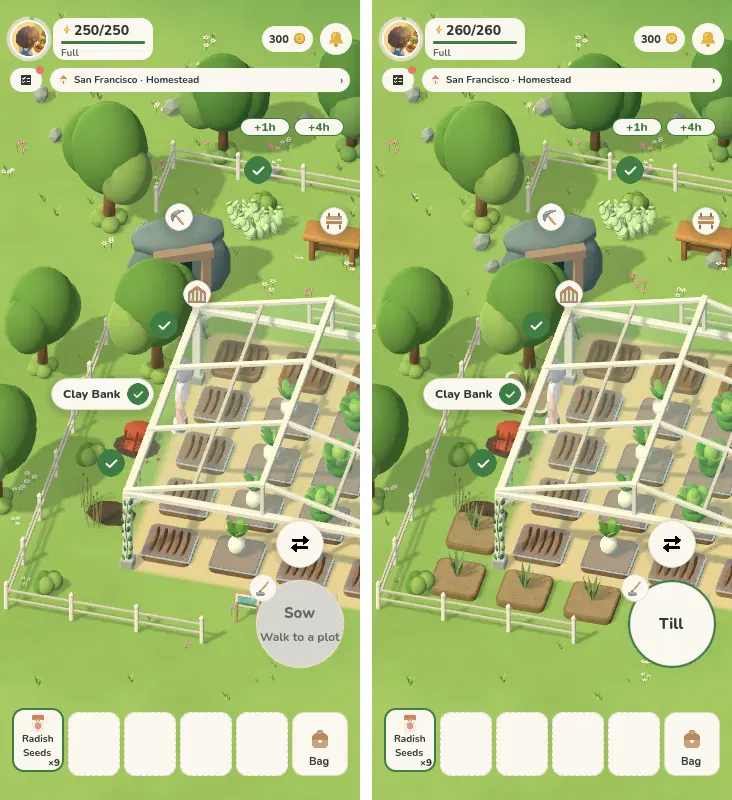 250/250
Full
300
San Francisco · Homestead
+1h
+4h
Clay Bank
Sow
Walk to a plot
Radish
Seeds
×9
Bag
260/260
Full
300
San Francisco · Homestead
+1h
+4h
Clay Bank
Till
Radish
Seeds
×9
Bag